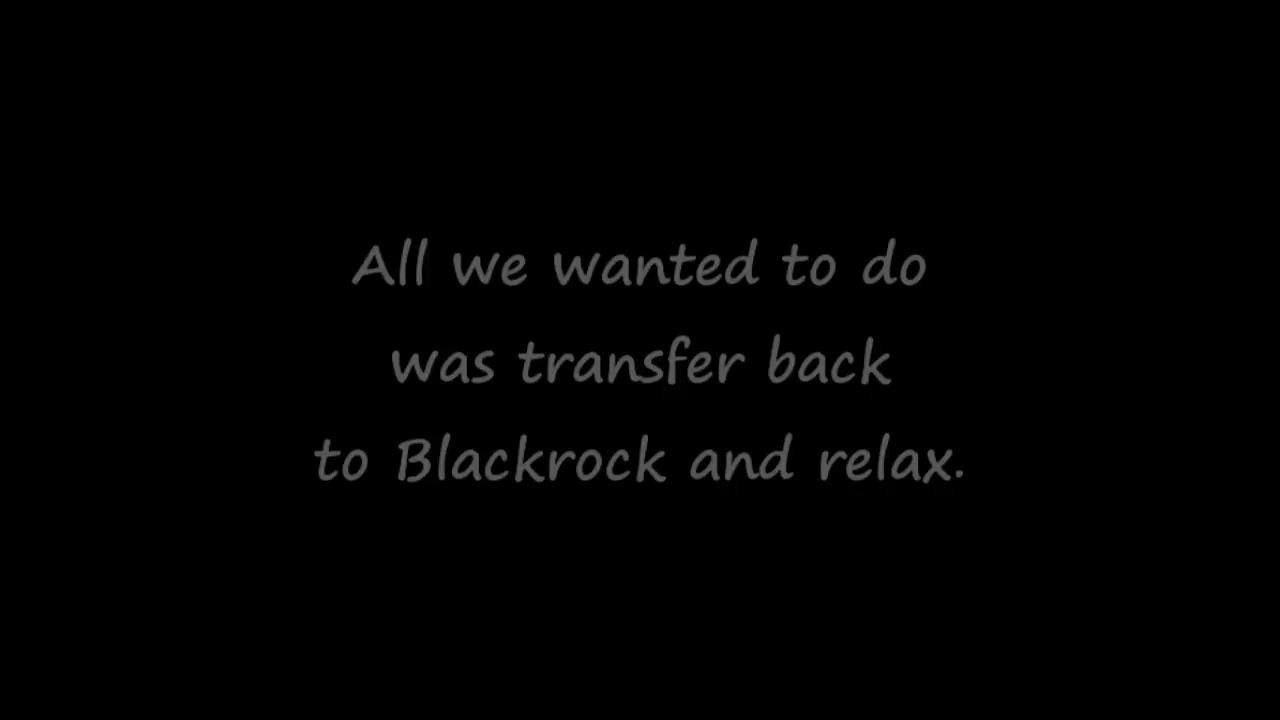 All we wanted to do
was transfer back
to Blackrock and relax.